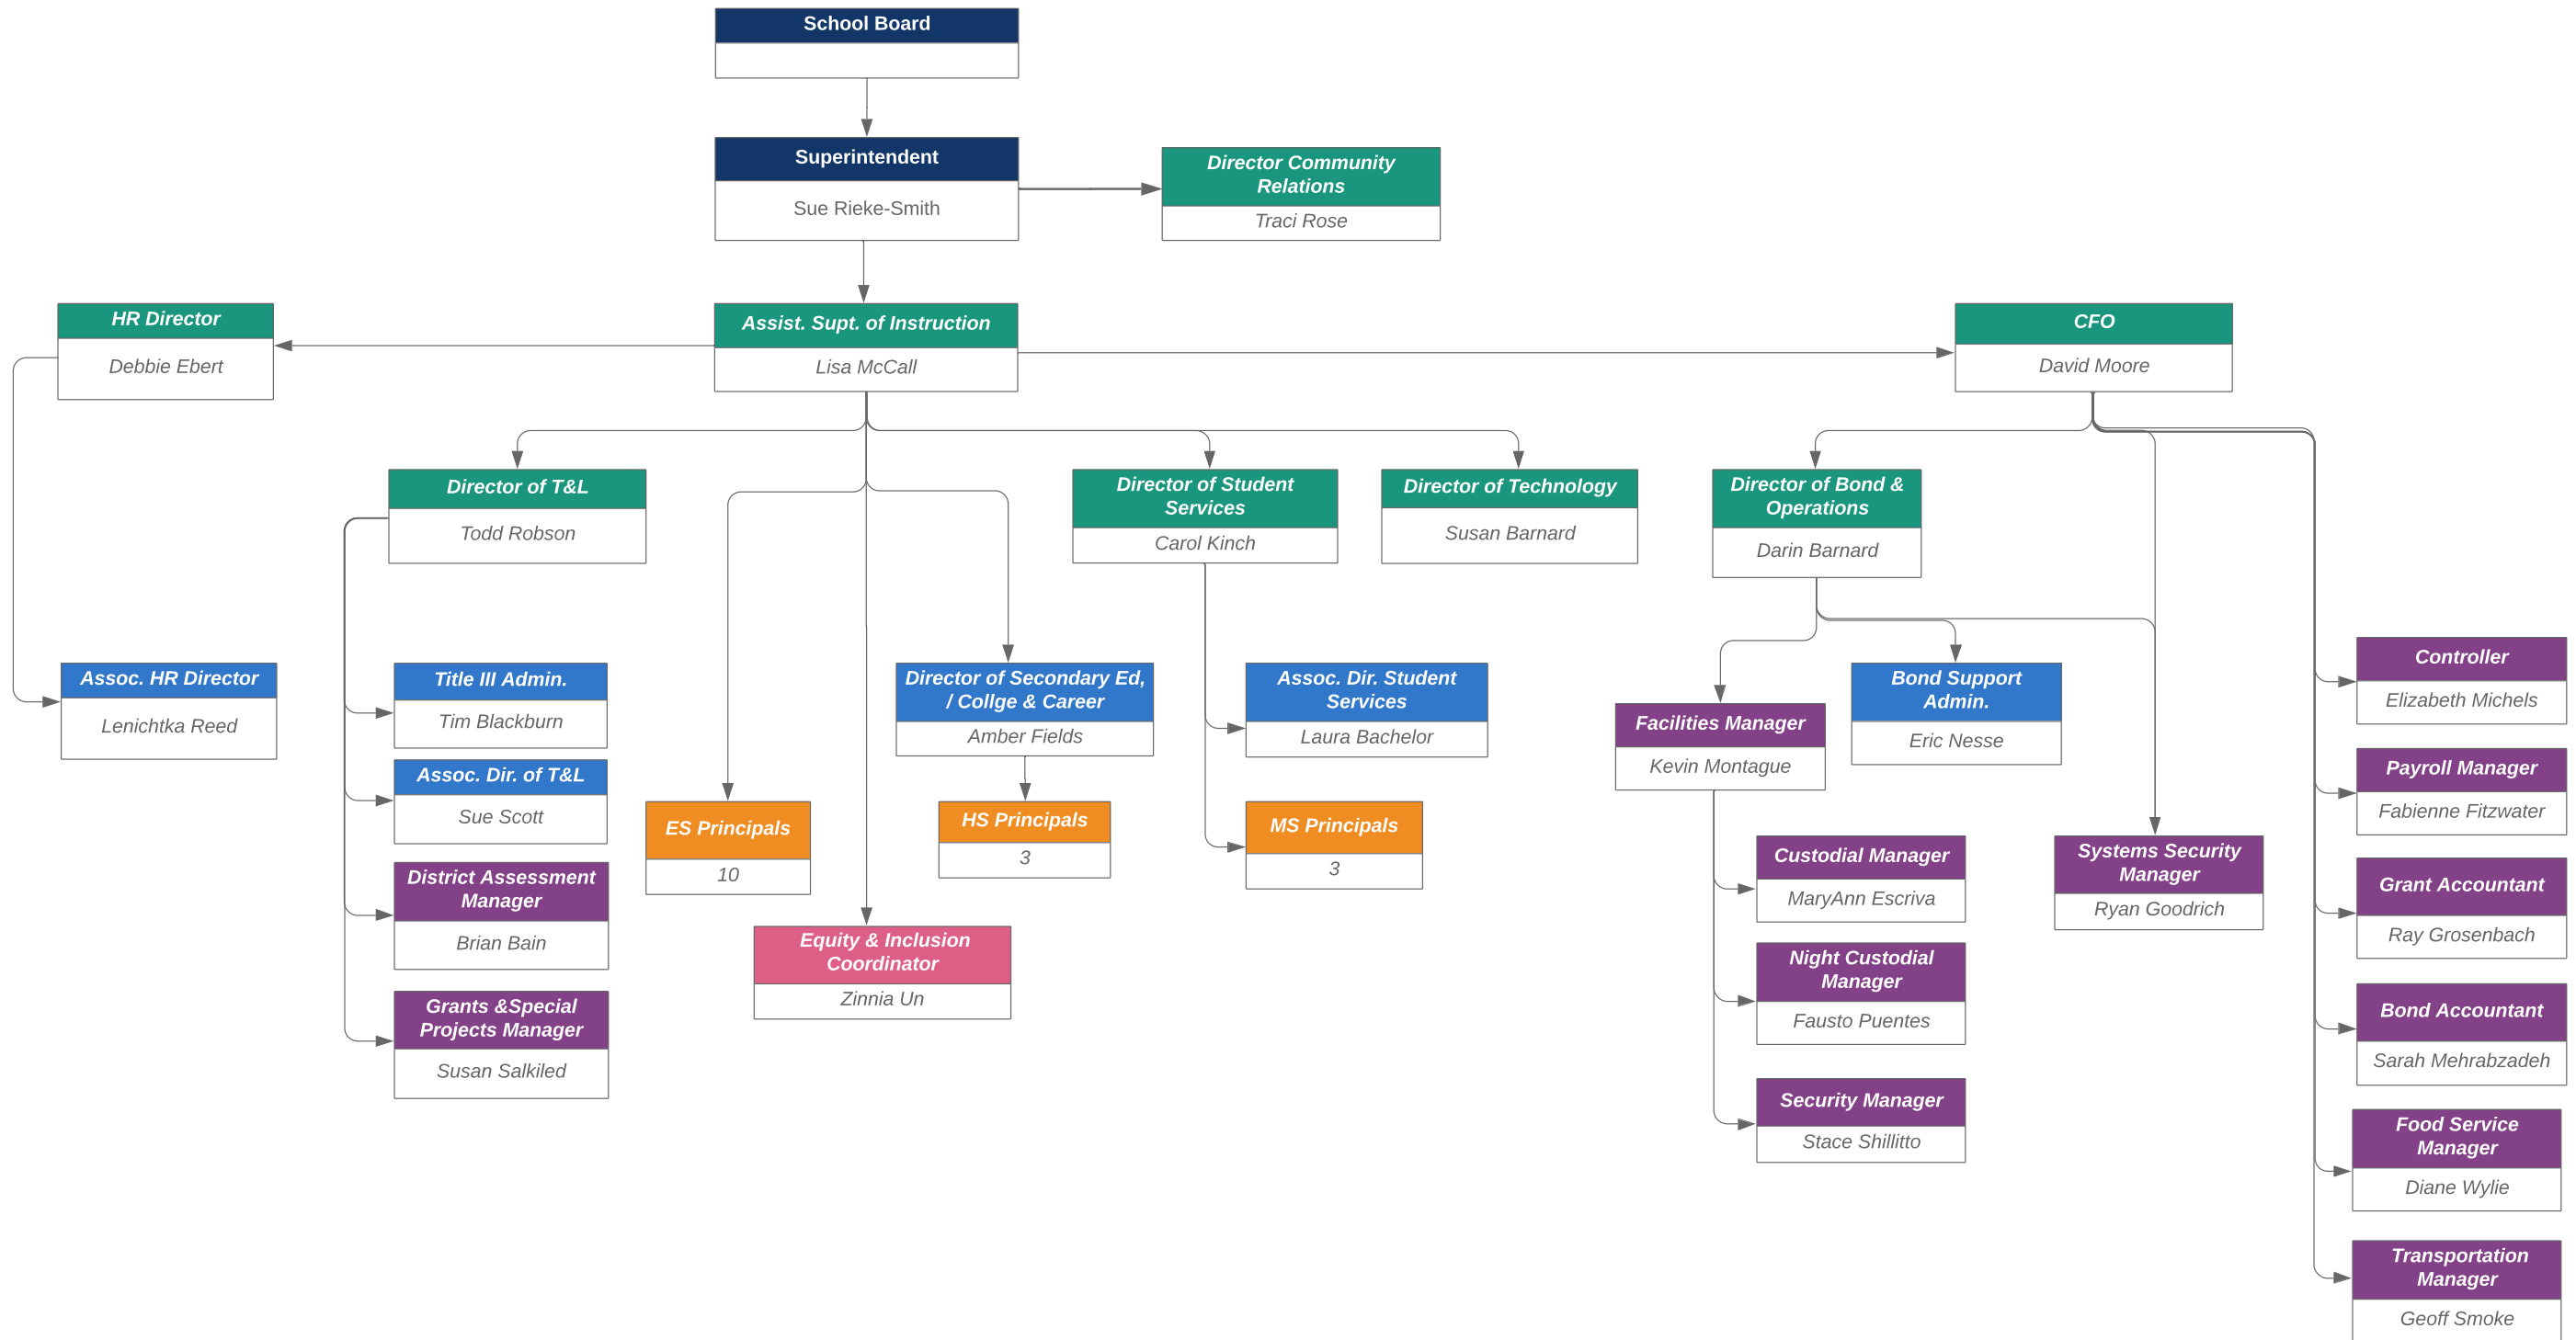 School Board
Superintendent
Sue Rieke-Smith
Director Community
Relations
Traci Rose
HR Director
Debbie Ebert
Assist. Supt. of Instruction
Lisa McCall
CFO
David Moore
Director of T&L
Todd Robson
Director of Student
Services
Carol Kinch
Director of Technology
Susan Barnard
Director of Bond &
Operations
Darin Barnard
Assoc. HR Director
Lenichtka Reed
Title III Admin.
Tim Blackburn
Assoc. Dir. of T&L
Sue Scott
District Assessment
Manager
Brian Bain
Grants &Special
Projects Manager
Susan Salkiled
ES Principals
10
Equity & Inclusion
Coordinator
Zinnia Un
Director of Secondary Ed,
/ Collge & Career
Amber Fields
HS Principals
3
Assoc. Dir. Student
Services
Laura Bachelor
MS Principals
3
Facilities Manager
Kevin Montague
Bond Support
Admin.
Eric Nesse
Custodial Manager
MaryAnn Escriva
Night Custodial
Manager
Fausto Puentes
Security Manager
Stace Shillitto
Systems Security
Manager
Ryan Goodrich
Controller
Elizabeth Michels
Payroll Manager
Fabienne Fitzwater
Grant Accountant
Ray Grosenbach
Bond Accountant
Sarah Mehrabzadeh
Food Service
Manager
Diane Wylie
Transportation
Manager
Geoff Smoke